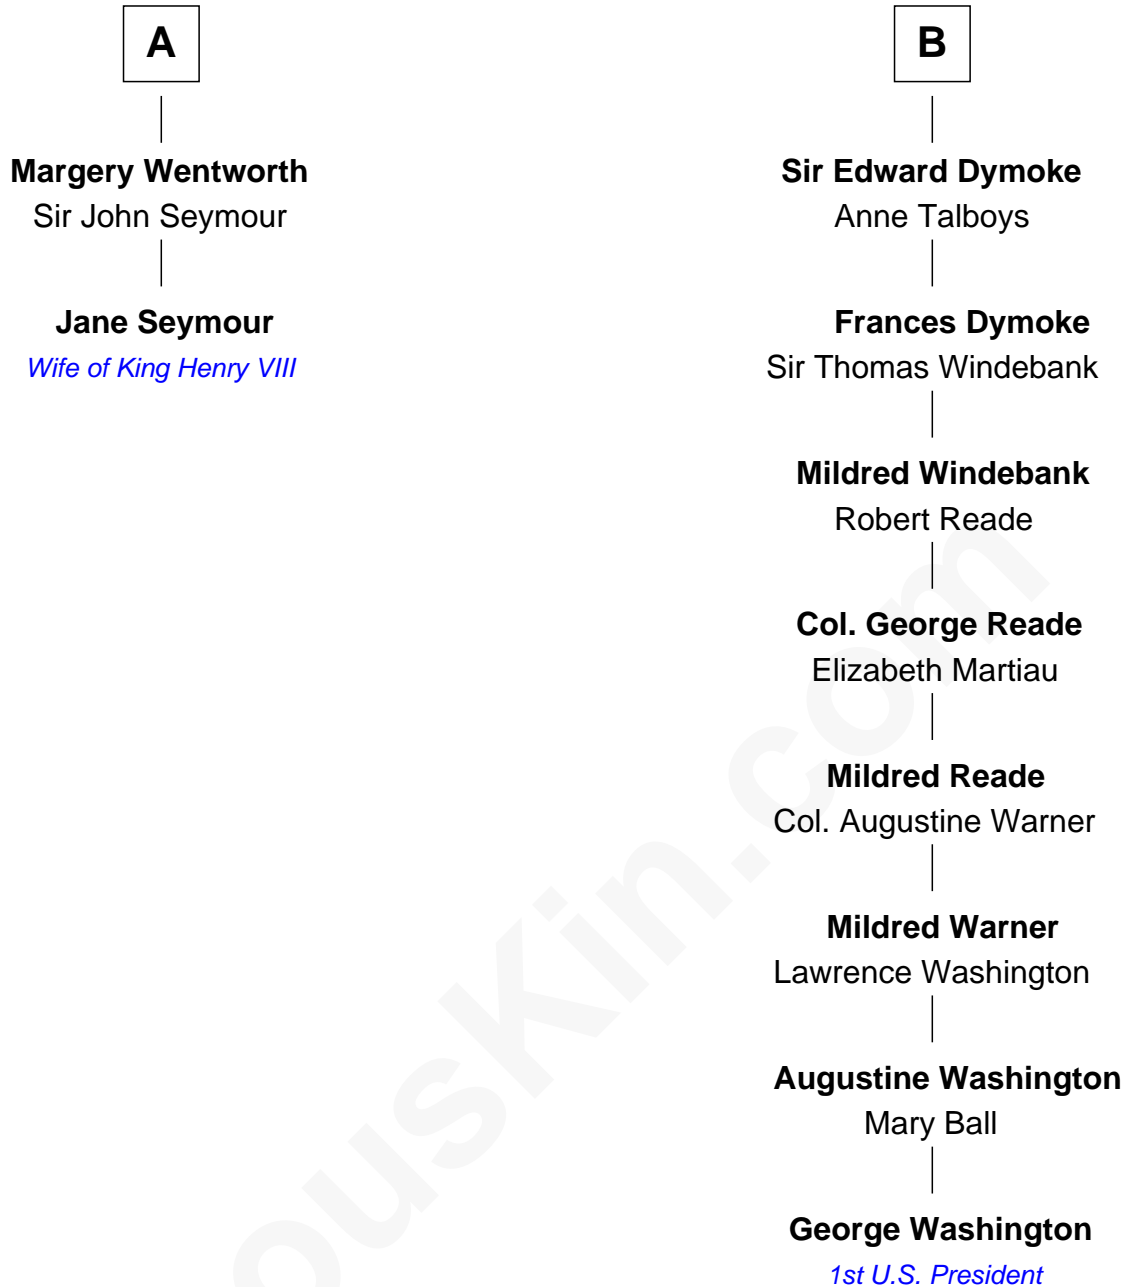 A
Margery Wentworth
Sir John Seymour
Jane Seymour
Wife of King Henry VIII
B
Sir Edward Dymoke
Anne Talboys
Frances Dymoke
Sir Thomas Windebank
Mildred Windebank
Robert Reade
Col. George Reade
Elizabeth Martiau
Mildred Reade
Col. Augustine Warner
Mildred Warner
Lawrence Washington
Augustine Washington
Mary Ball
George Washington
1st U.S. President
ousKin.com